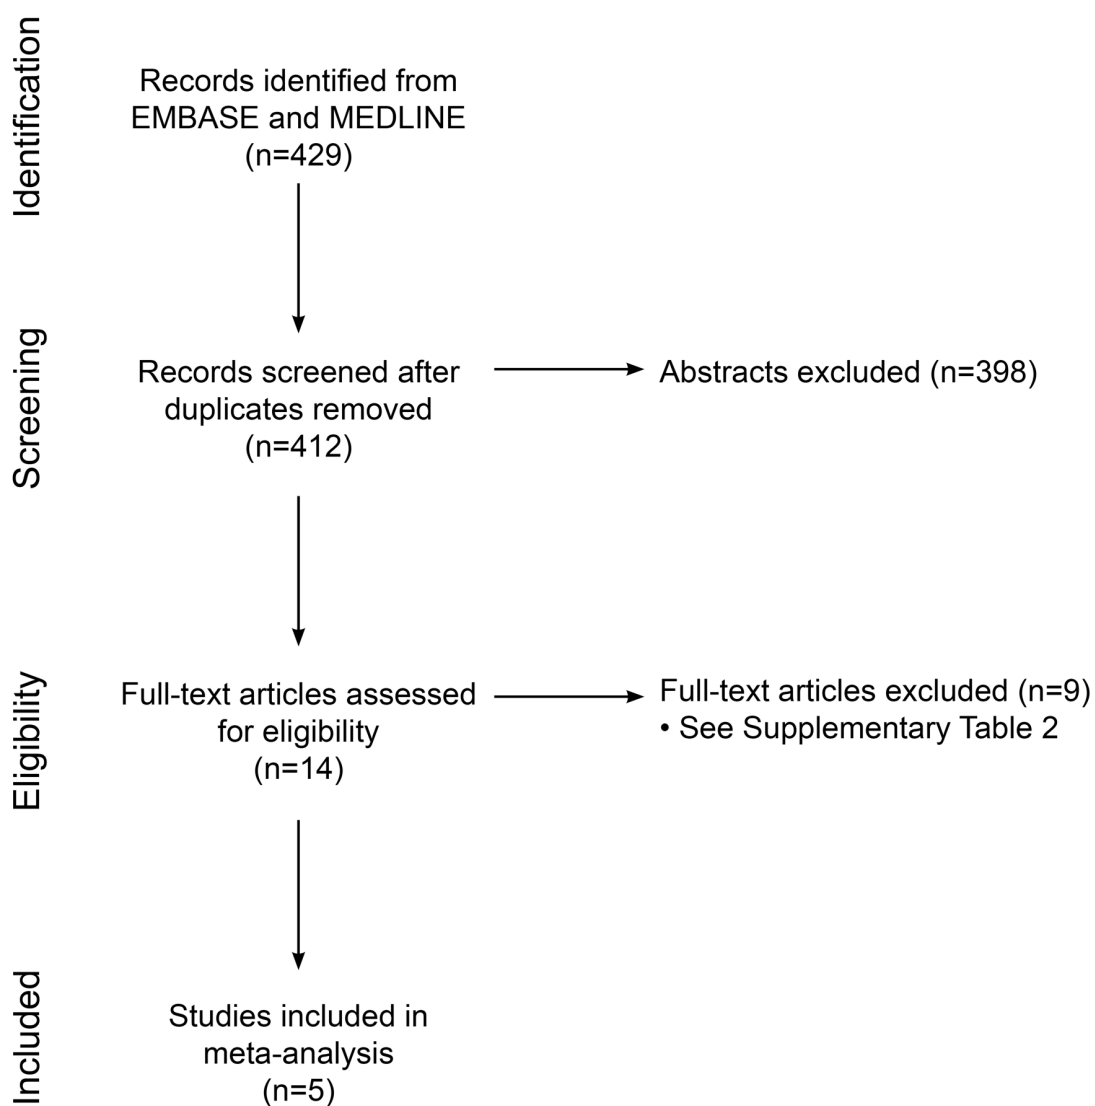 Identification
Records identified from
EMBASE and MEDLINE
(n=429)
Screening
Records screened after
duplicates removed
(n=412)
Abstracts excluded (n=398)
Eligibility
Full-text articles assessed
for eligibility
(n=14)
Full-text articles excluded (n=9)
• See Supplementary Table 2
Included
Studies included in
meta-analysis
(n=5)